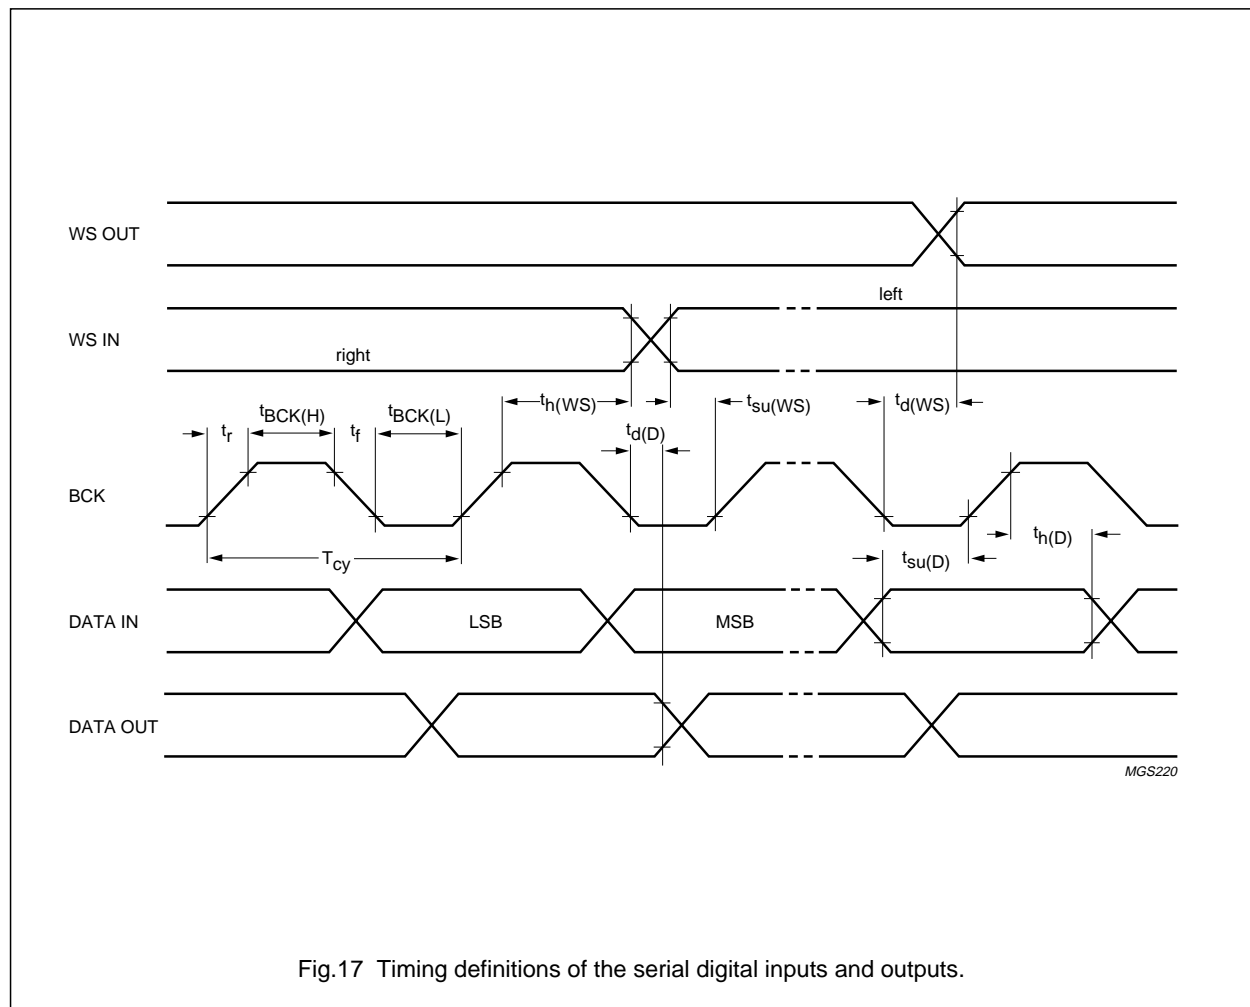 WS OUT
left
WS IN
right
th(WS)
tsu(WS)
td(WS)
tBCK(H)
tBCK(L)
td(D)
tr
tf
BCK
th(D)
tsu(D)
Tcy
DATA IN
LSB
MSB
DATA OUT
MGS220
Fig.17 Timing definitions of the serial digital inputs and outputs.